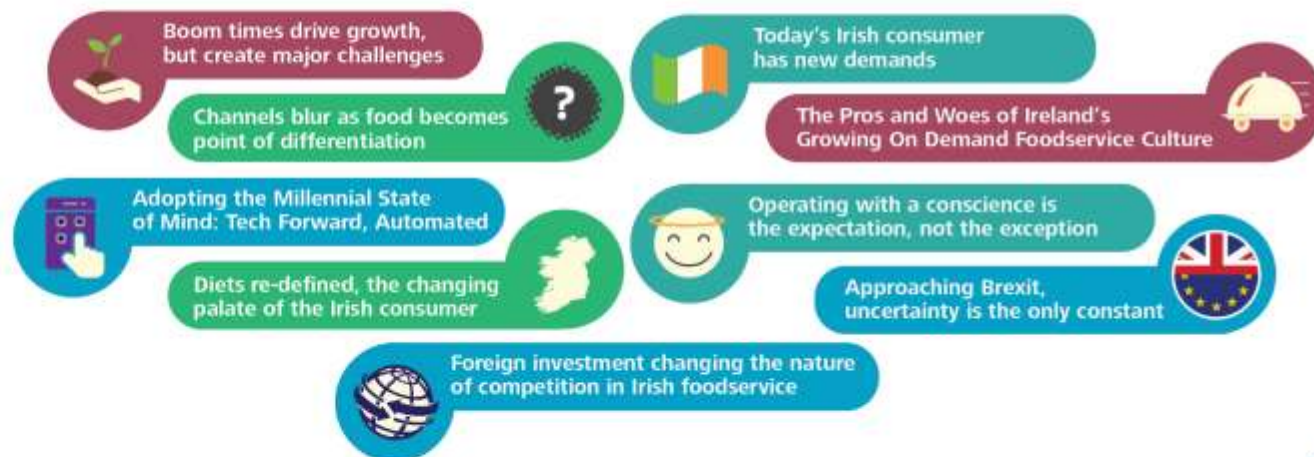 Boom times drive growth,
but create major challenges
Channels blur as food becomes
point of differentiation
Today's Irish consumer
has new demands
The Pros and Woes of Ireland's
Growing On Demand Foodservice Culture
Adopting the Millennial State
of Mind: Tech Forward, Automated
Diets re-defined, the changing
palate of the Irish consumer
Operating with a conscience is
the expectation, not the exception
Approaching Brexit,
uncertainty is the only constant
Foreign investment changing the nature
of competition in Irish foodservice
?